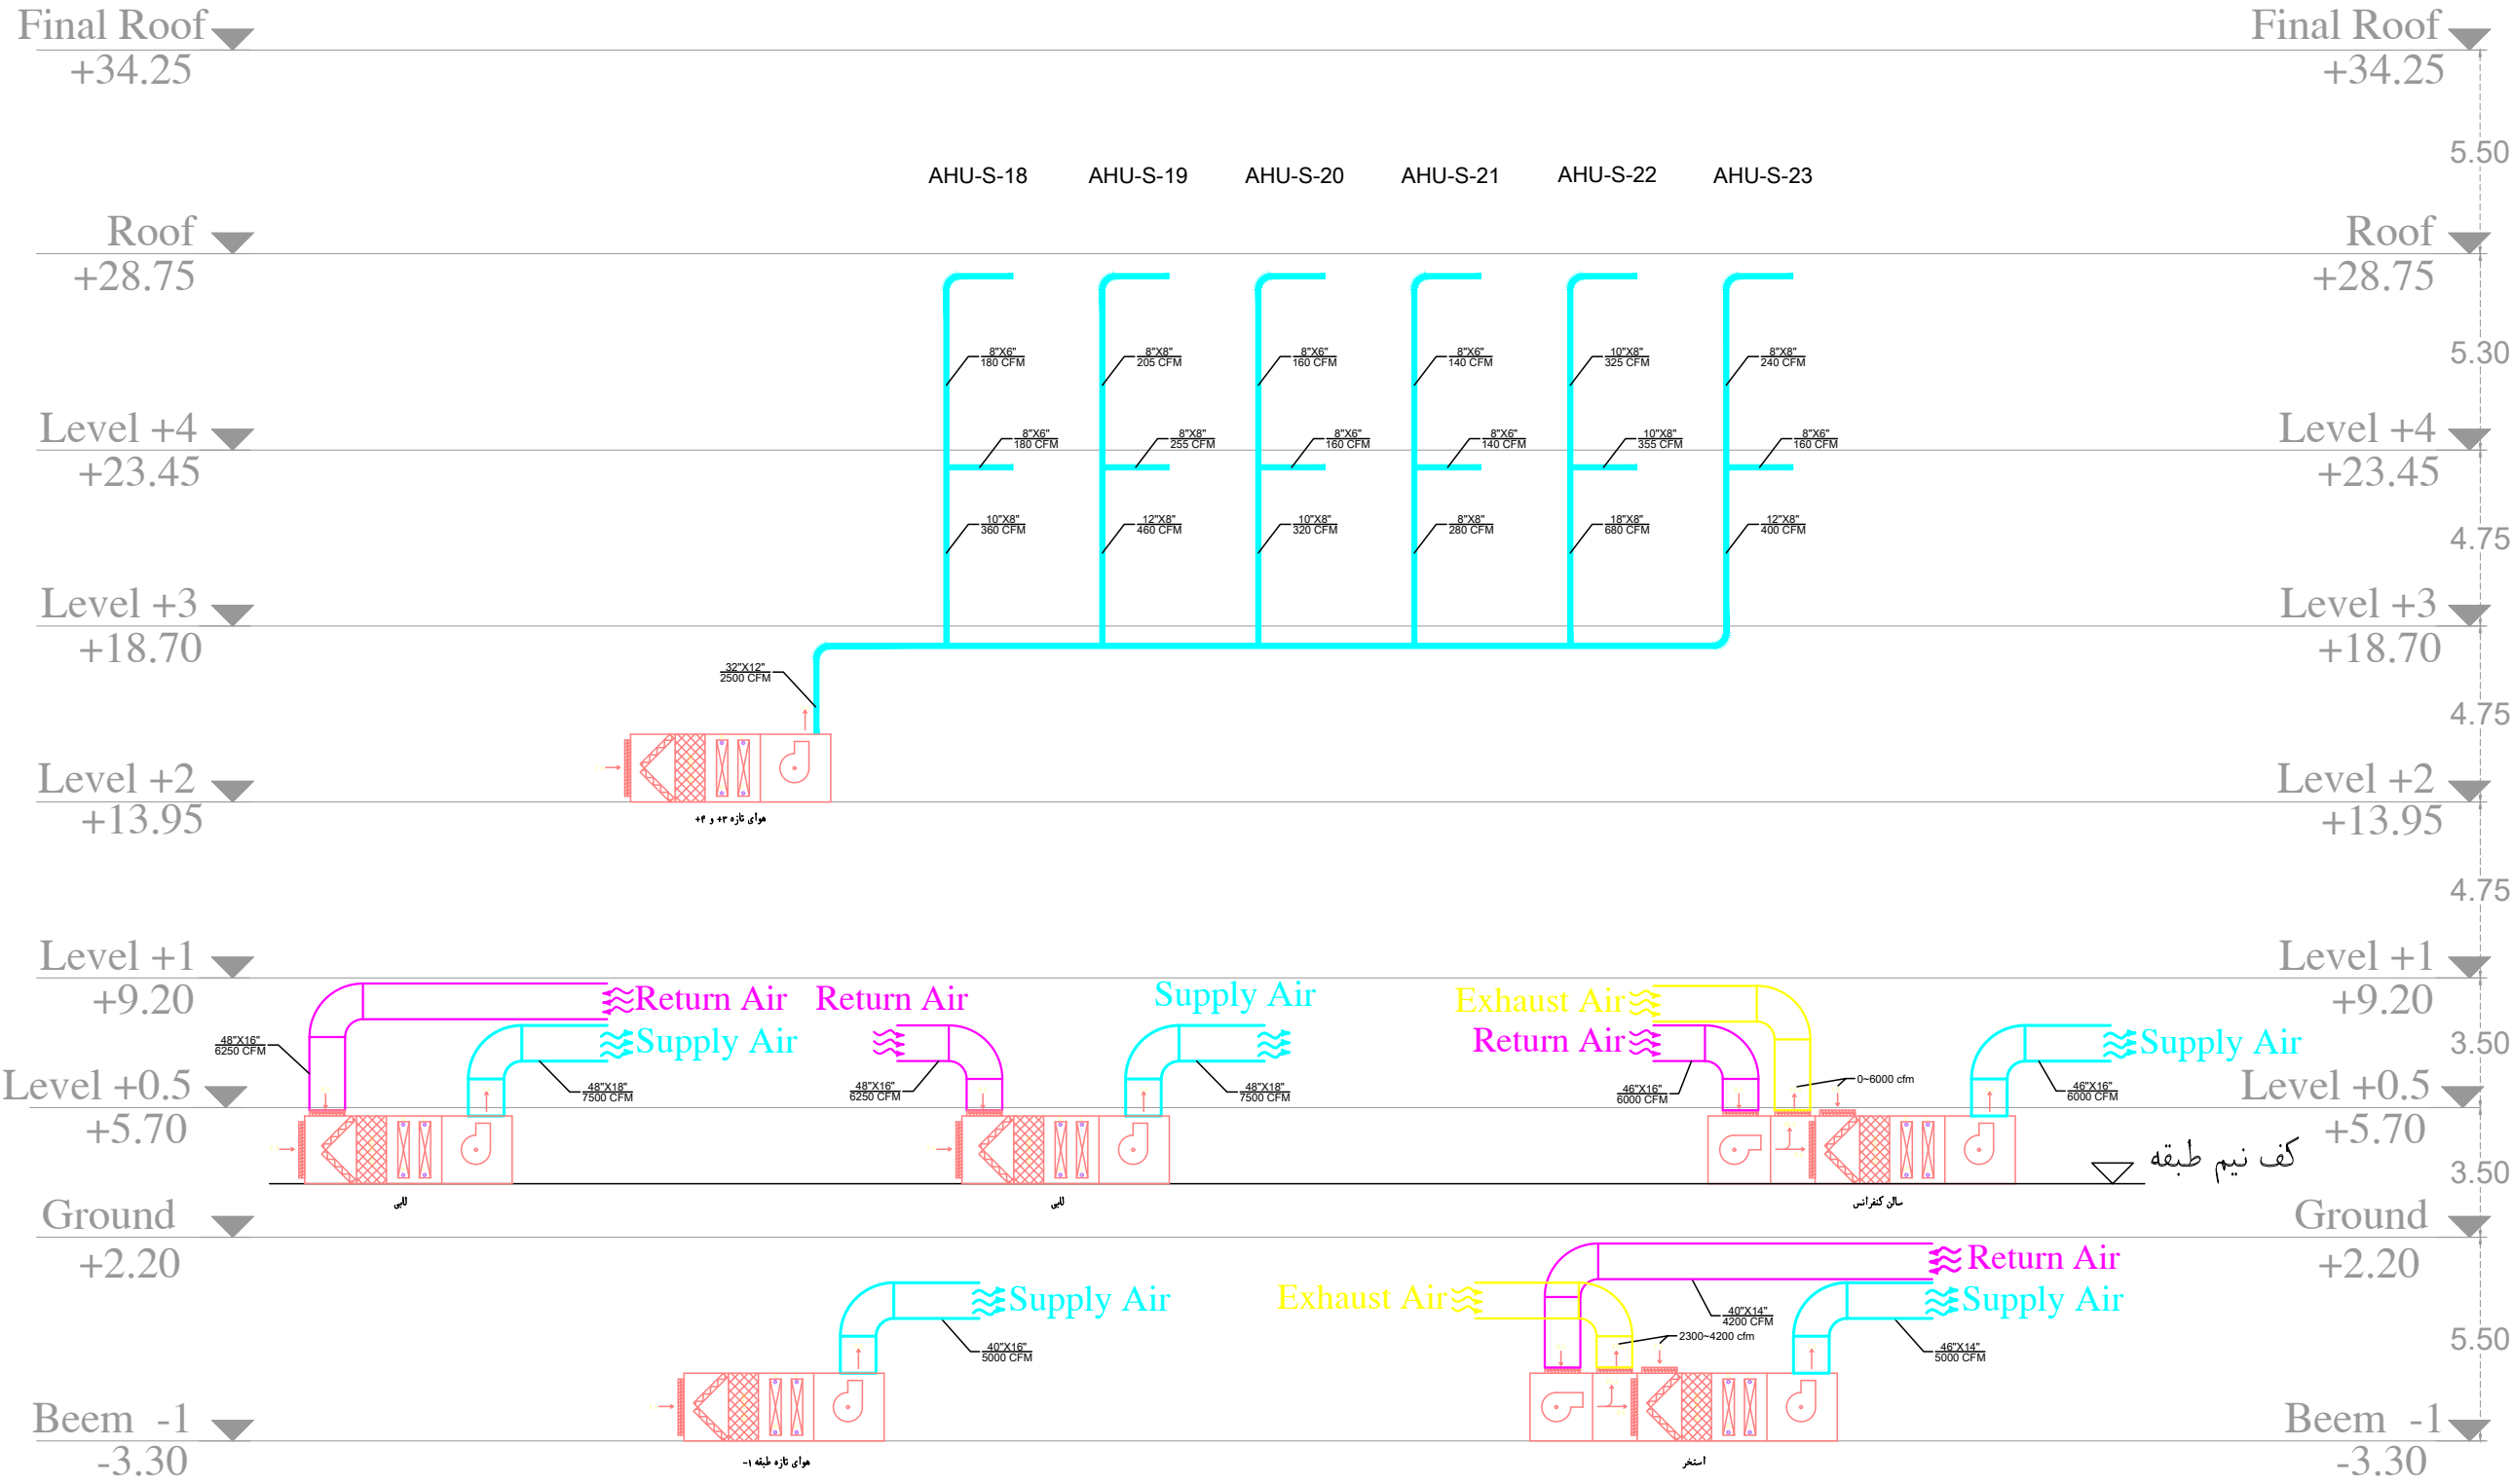 Final Roof
+34.25
Final Roof
+34.25
5.50
AHU-S-18
AHU-S-19
AHU-S-20
AHU-S-21
AHU-S-22
AHU-S-23
Roof
+28.75
Roof
+28.75
8"X6"
180 CFM
8"X8"
205 CFM
8"X6"
160 CFM
8"X6"
140 CFM
10"X8"
325 CFM
8"X8"
240 CFM
5.30
Level +4
+23.45
8"X6"
180 CFM
8"X8"
255 CFM
8"X6"
160 CFM
8"X6"
140 CFM
10"X8"
355 CFM
8"X6"
160 CFM
Level +4
+23.45
10"X8"
360 CFM
12"X8"
460 CFM
10"X8"
320 CFM
8"X8"
280 CFM
18"X8"
680 CFM
12"X8"
400 CFM
4.75
Level +3
+18.70
Level +3
+18.70
32"X12"
2500 CFM
4.75
Level +2
+13.95
Level +2
+13.95
هوای تازه ۳+ و ۴+
4.75
Level +1
+9.20
Level +1
+9.20
Return Air
Supply Air
48"X16"
6250 CFM
48"X18"
7500 CFM
Return Air
Supply Air
48"X16"
6250 CFM
48"X18"
7500 CFM
Exhaust Air
Return Air
Supply Air
46"X16"
6000 CFM
0~6000 cfm
46"X16"
6000 CFM
3.50
Level +0.5
+5.70
Level +0.5
+5.70
کف نیم طبقه
3.50
لابی
لابی
سالن کنفرانس
Ground
+2.20
Ground
+2.20
Supply Air
40"X16"
5000 CFM
Exhaust Air
Return Air
Supply Air
40"X14"
4200 CFM
2300~4200 cfm
46"X14"
5000 CFM
5.50
Beem -1
-3.30
Beem -1
-3.30
هوای تازه طبقه ۱-
استخر